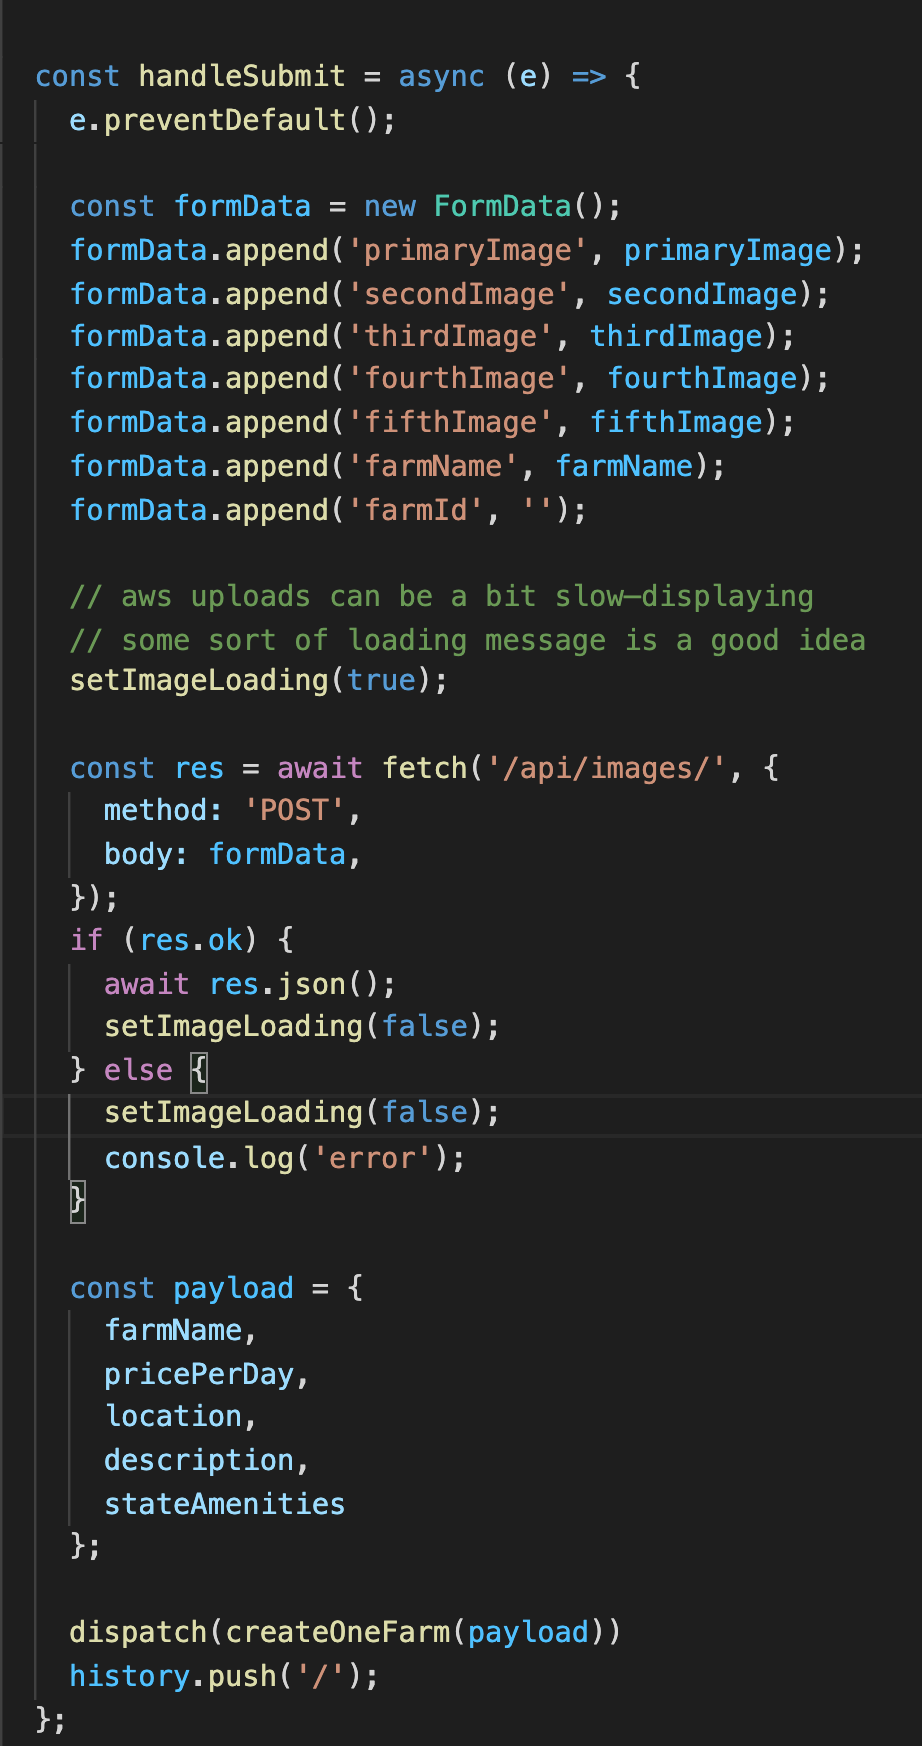 const handleSubmit = async (e) => {
e.preventDefault();
const formData = new FormData();
formData.append('primaryImage', primaryImage);
formData.append('secondImage', secondImage);
formData.append('thirdImage', thirdImage);
formData.append('fourthImage', fourthImage);
formData.append('fifthImage', fifthImage);
formData.append('farmName', farmName);
formData.append('farmId', '');
// aws uploads can be a bit slow—displaying
// some sort of loading message is a good idea
setImageLoading(true);
const res = await fetch('/api/images/', {
method: 'POST',
body: formData,
});
if (res.ok) {
await res.json();
setImageLoading(false);
} else {
setImageLoading(false);
console.log('error');
}
const payload = {
farmName,
pricePerDay,
location,
description,
stateAmenities
};
dispatch(createOneFarm(payload))
history.push('/');
};